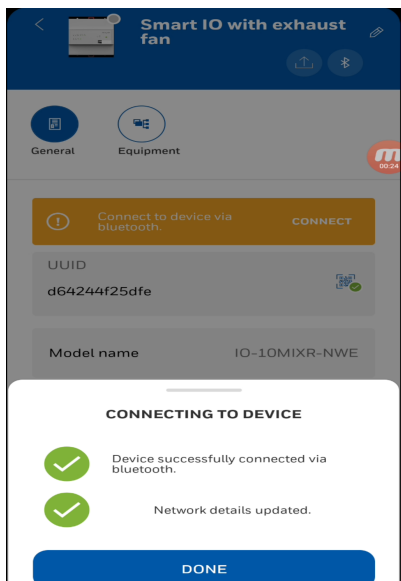 Smart IO with exhaust
fan
General
Equipment
00:24
Connect to device via
bluetooth.
CONNECT
UUID
d64244f25dfe
Model name
IO-10MIXR-NWE
CONNECTING TO DEVICE
Device successfully connected via
bluetooth.
Network details updated.
DONE